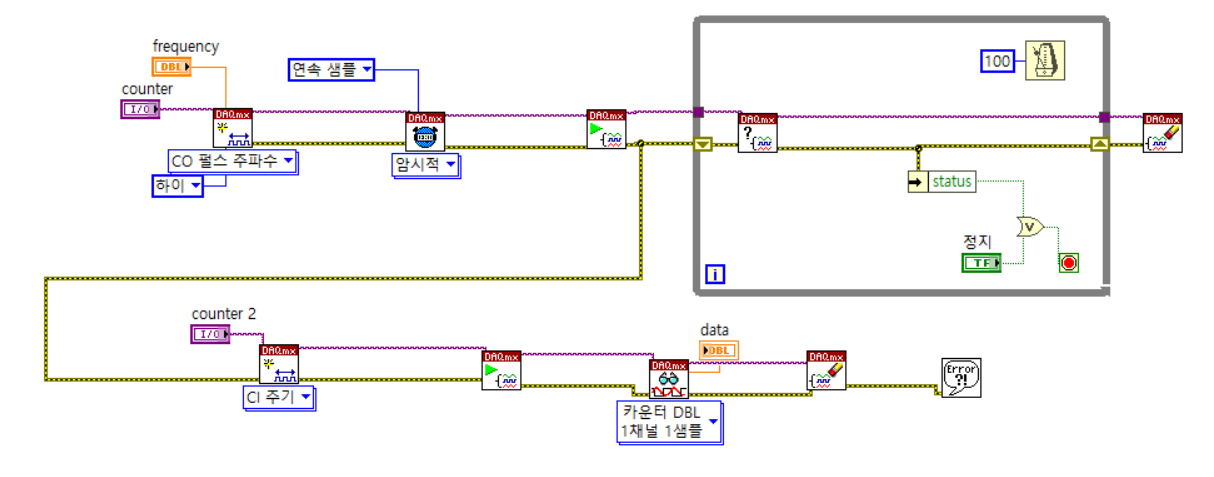 frequency
DBL
연속 샘플
100
counter
I/O
DAQmx
DAQmx
ZERO
DAQmx
DAQmx
?
DAQmx
CO 펄스 주파수
암시적
하이
status
V
정지
TF
i
counter 2
I/O
data
DBL
DAQmx
DAQmx
DAQmx
DAQmx
Error
?!
CI 주기
카운터 DBL
1채널 1샘플